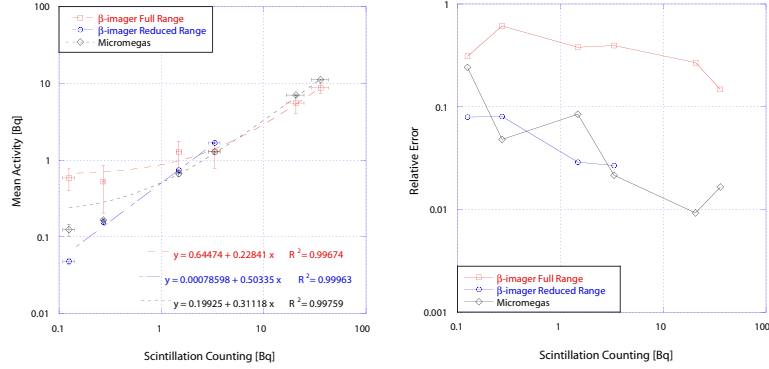 β-imager Full Range
β-imager Reduced Range
Micromegas
100
10
1
0.1
0.01
Mean Activity [Bq]
y = 0.64474 + 0.22841 x R² = 0.99674
y = 0.00078598 + 0.50335 x R² = 0.99963
y = 0.19925 + 0.31118 x R² = 0.99759
0.1 1 10 100
Scintillation Counting [Bq]
1
0.1
0.01
0.001
Relative Error
β-imager Full Range
β-imager Reduced Range
Micromegas
0.1 1 10 100
Scintillation Counting [Bq]